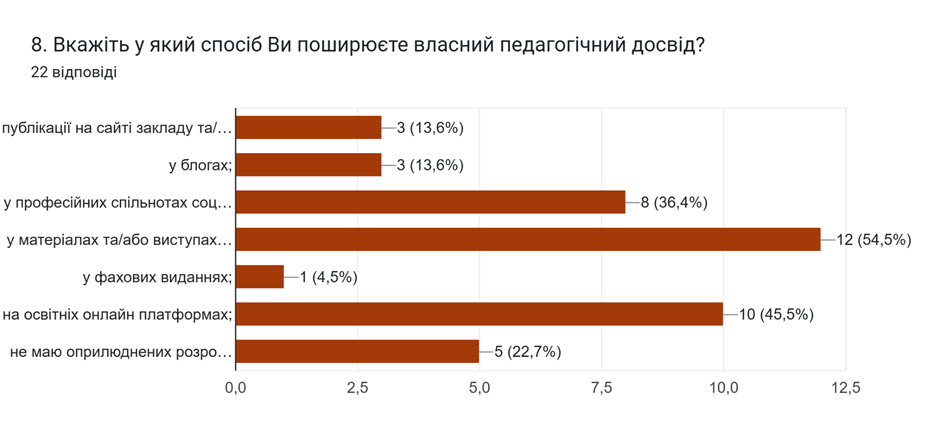 8. Вкажіть у який спосіб Ви поширюєте власний педагогічний досвід?
22 відповіді
публікації на сайті закладу та/…
3 (13,6%)
у блогах;
3 (13,6%)
у професійних спільнотах соц…
8 (36,4%)
у матеріалах та/або виступах…
12 (54,5%)
у фахових виданнях;
1 (4,5%)
на освітніх онлайн платформах;
10 (45,5%)
не маю оприлюднених розро…
5 (22,7%)
0,0 2,5 5,0 7,5 10,0 12,5